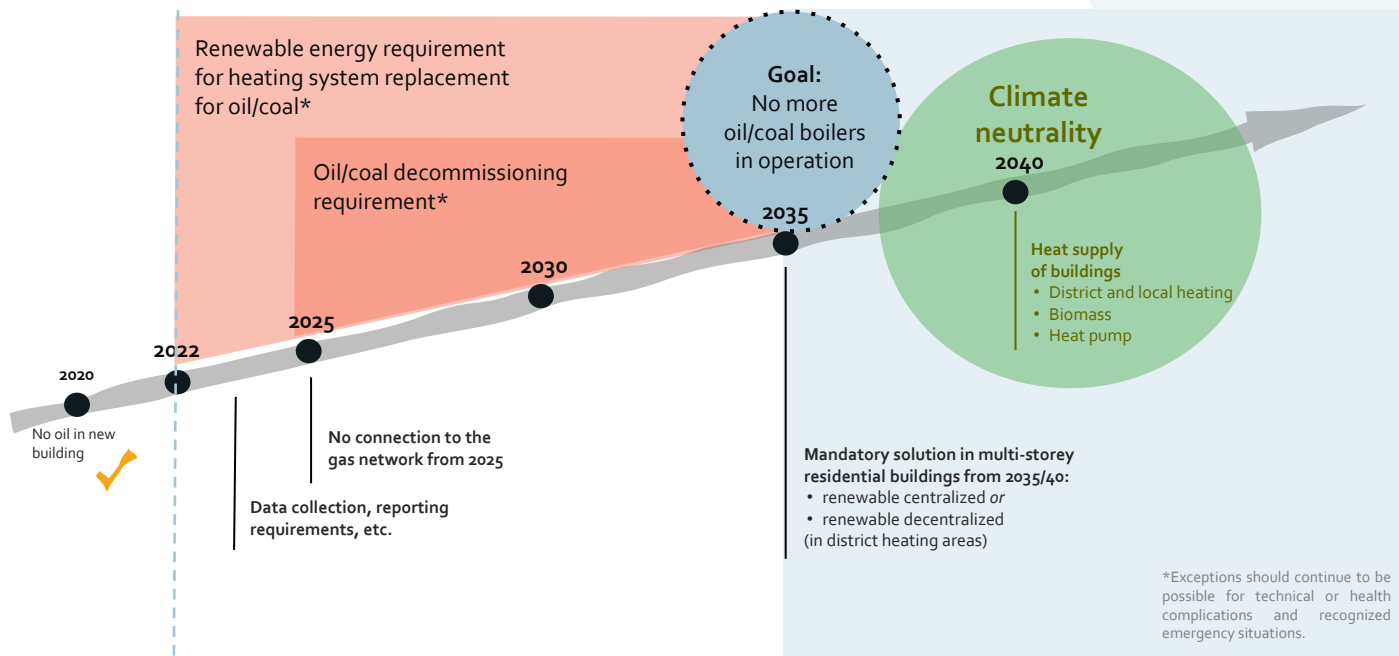 Renewable energy requirement
for heating system replacement
for oil/coal*
Oil/coal decommissioning
requirement*
Goal:
No more
oil/coal boilers
in operation
Climate
neutrality
2040
2035
2030
2025
2022
2020
No oil in new
building
No connection to the
gas network from 2025
Data collection, reporting
requirements, etc.
Heat supply
of buildings
• District and local heating
• Biomass
• Heat pump
Mandatory solution in multi-storey
residential buildings from 2035/40:
• renewable centralized or
• renewable decentralized
(in district heating areas)
*Exceptions should continue to be
possible for technical or health
complications and recognized
emergency situations.